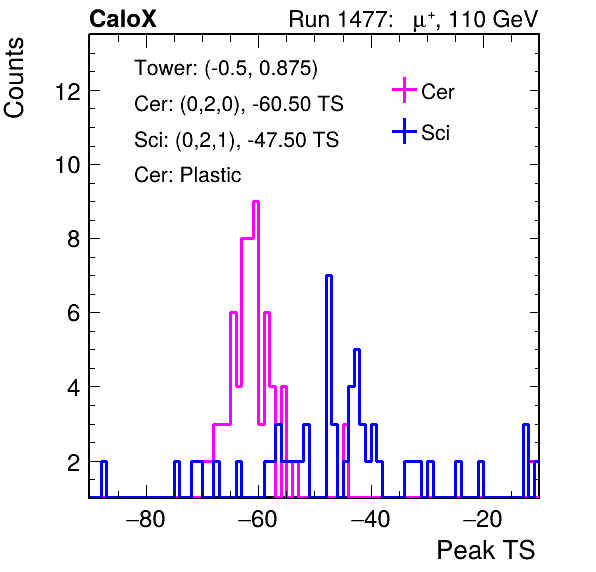 CaloX Run 1477: μ⁺, 110 GeV
Counts
Tower: (-0.5, 0.875)
Cer: (0,2,0), -60.50 TS
Sci: (0,2,1), -47.50 TS
Cer: Plastic
Cer
Sci
12
10
8
6
4
2
−80 −60 −40 −20
Peak TS